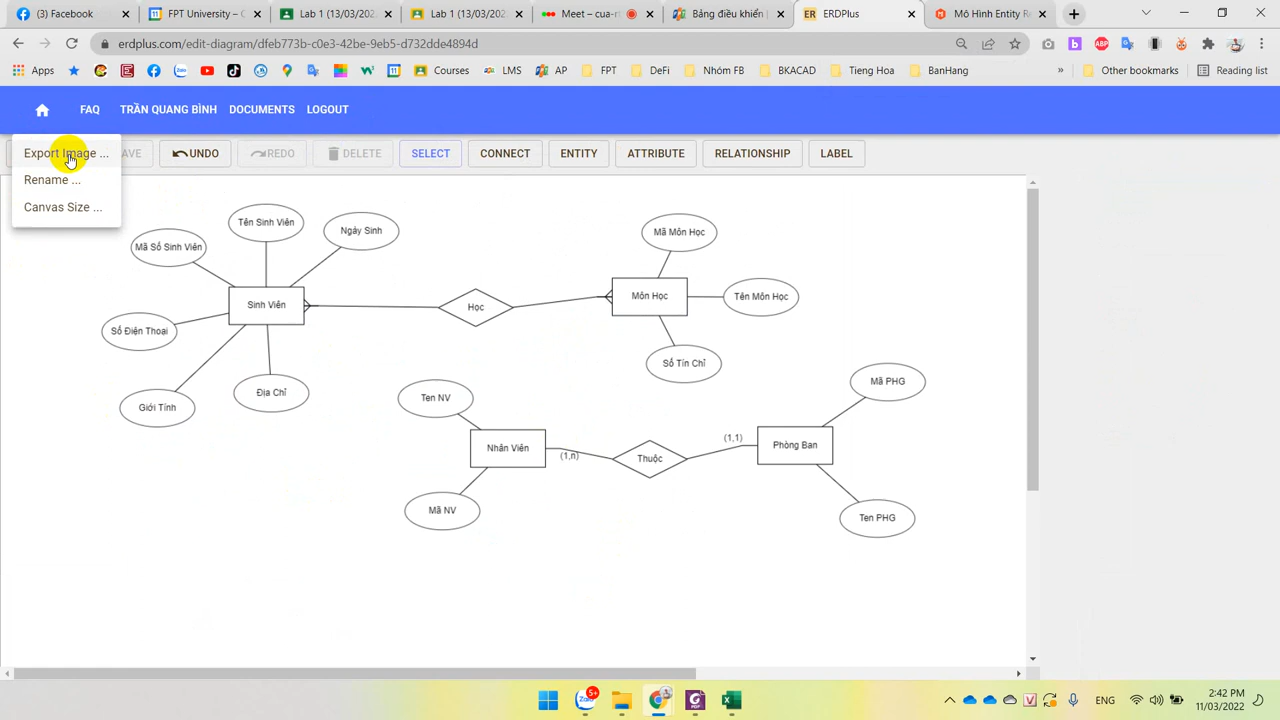 FPT University –
Lab 1 (13/03/2022)
Lab 1 (13/03/2022)
Meet – cua-r
Bảng điều khiển
ERDPlus
Mô Hình Entity Re
erdplus.com/edit-diagram/dfeb773b-c0e3-42be-9eb5-d732dde4894d
Apps
Courses
LMS
AP
FPT
DeFi
Nhóm FB
BKACAD
Tieng Hoa
BanHang
»
Other bookmarks
Reading list
FAQ
TRẦN QUANG BÌNH
DOCUMENTS
LOGOUT
Export Image ...
Rename ...
Canvas Size ...
AVE
UNDO
REDO
DELETE
SELECT
CONNECT
ENTITY
ATTRIBUTE
RELATIONSHIP
LABEL
Tên Sinh Viên
Ngáy Sinh
Mã Số Sinh Viên
Sinh Viên
Số Điện Thoại
Giới Tính
Địa Chỉ
Học
Mã Môn Học
Môn Học
Tên Môn Học
Số Tín Chỉ
Ten NV
Nhân Viên
(1,n)
Mã NV
Thuộc
(1,1)
Phòng Ban
Mã PHG
Ten PHG
5+
ENG
2:42 PM
11/03/2022